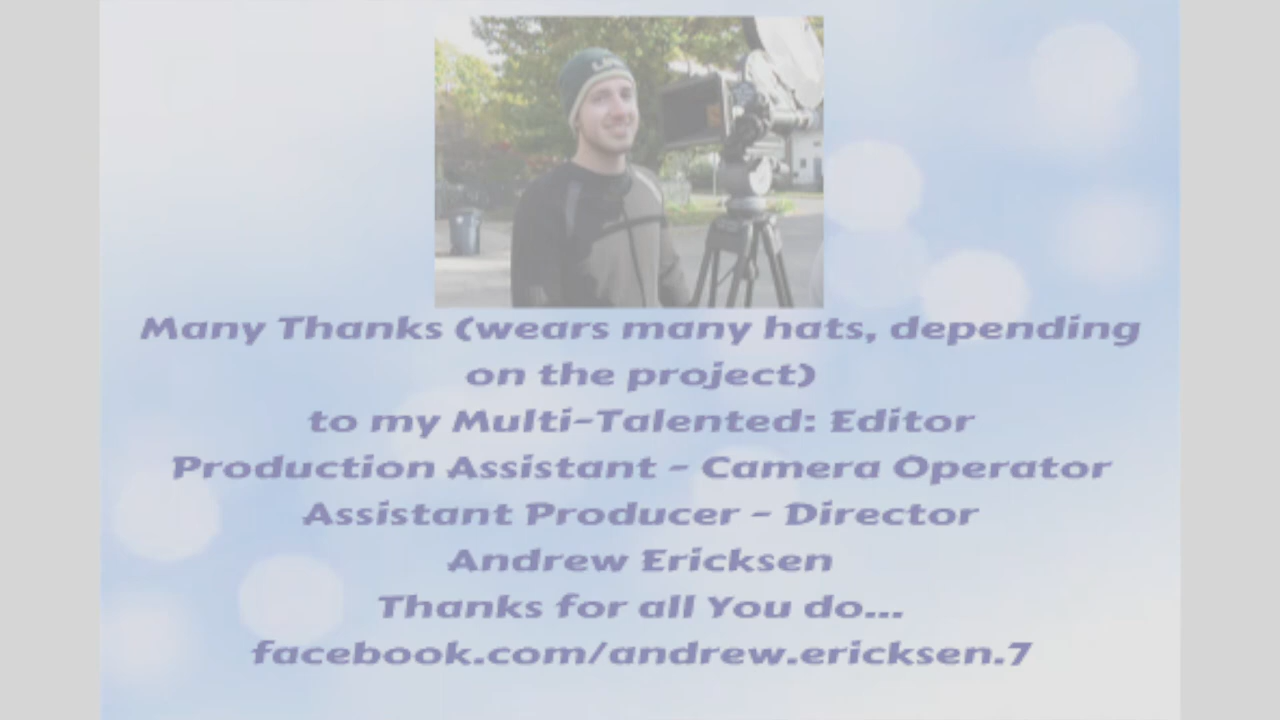 Many Thanks (wears many hats, depending
on the project)
to my Multi-Talented: Editor
Production Assistant - Camera Operator
Assistant Producer - Director
Andrew Ericksen
Thanks for all You do...
facebook.com/andrew.ericksen.7